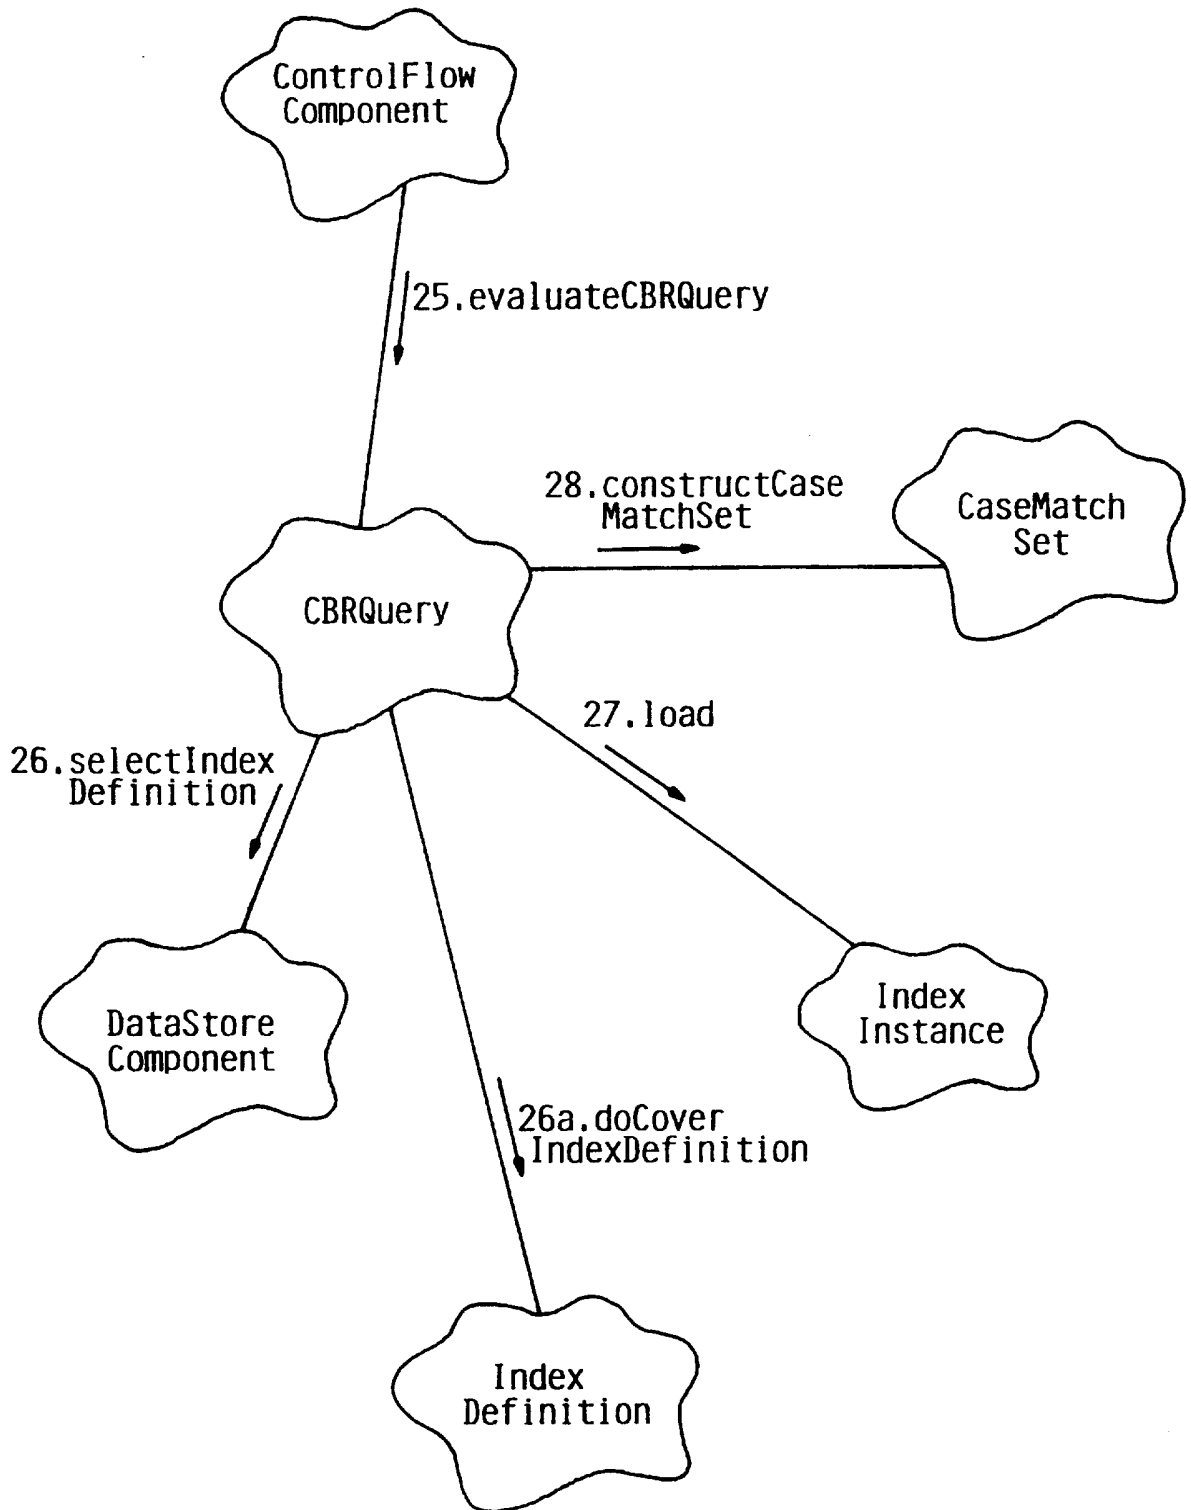 ControlFlow
Component
25.evaluateCBRQuery
28.constructCase
MatchSet
CaseMatch
Set
CBRQuery
27.load
26.selectIndex
Definition
DataStore
Component
Index
Instance
26a.doCover
IndexDefinition
Index
Definition